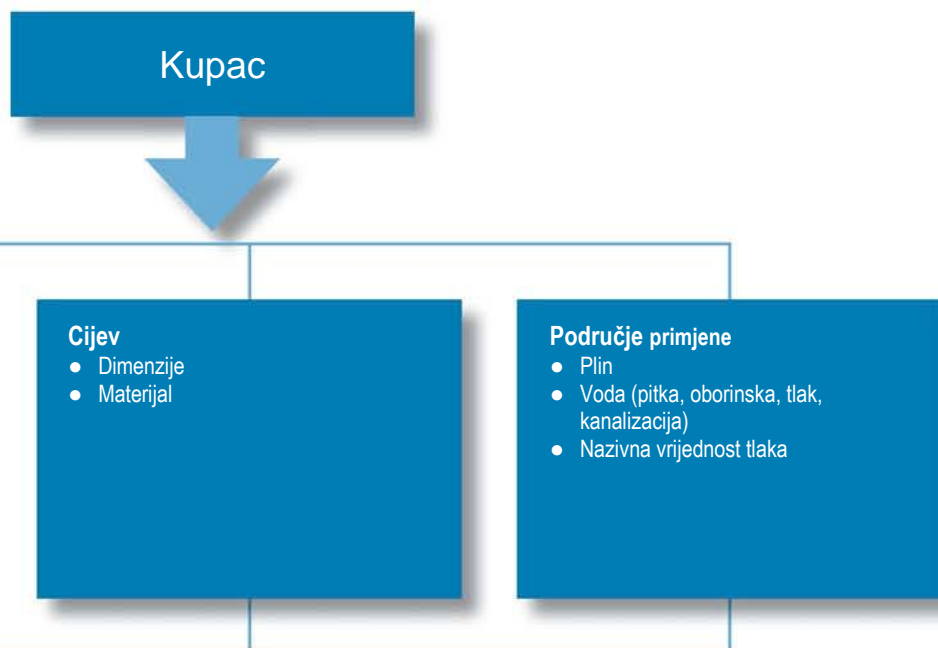 Kupac
Cijev
● Dimenzije
● Materijal
Područje primjene
● Plin
● Voda (pitka, oborinska, tlak,
kanalizacija)
● Nazivna vrijednost tlaka